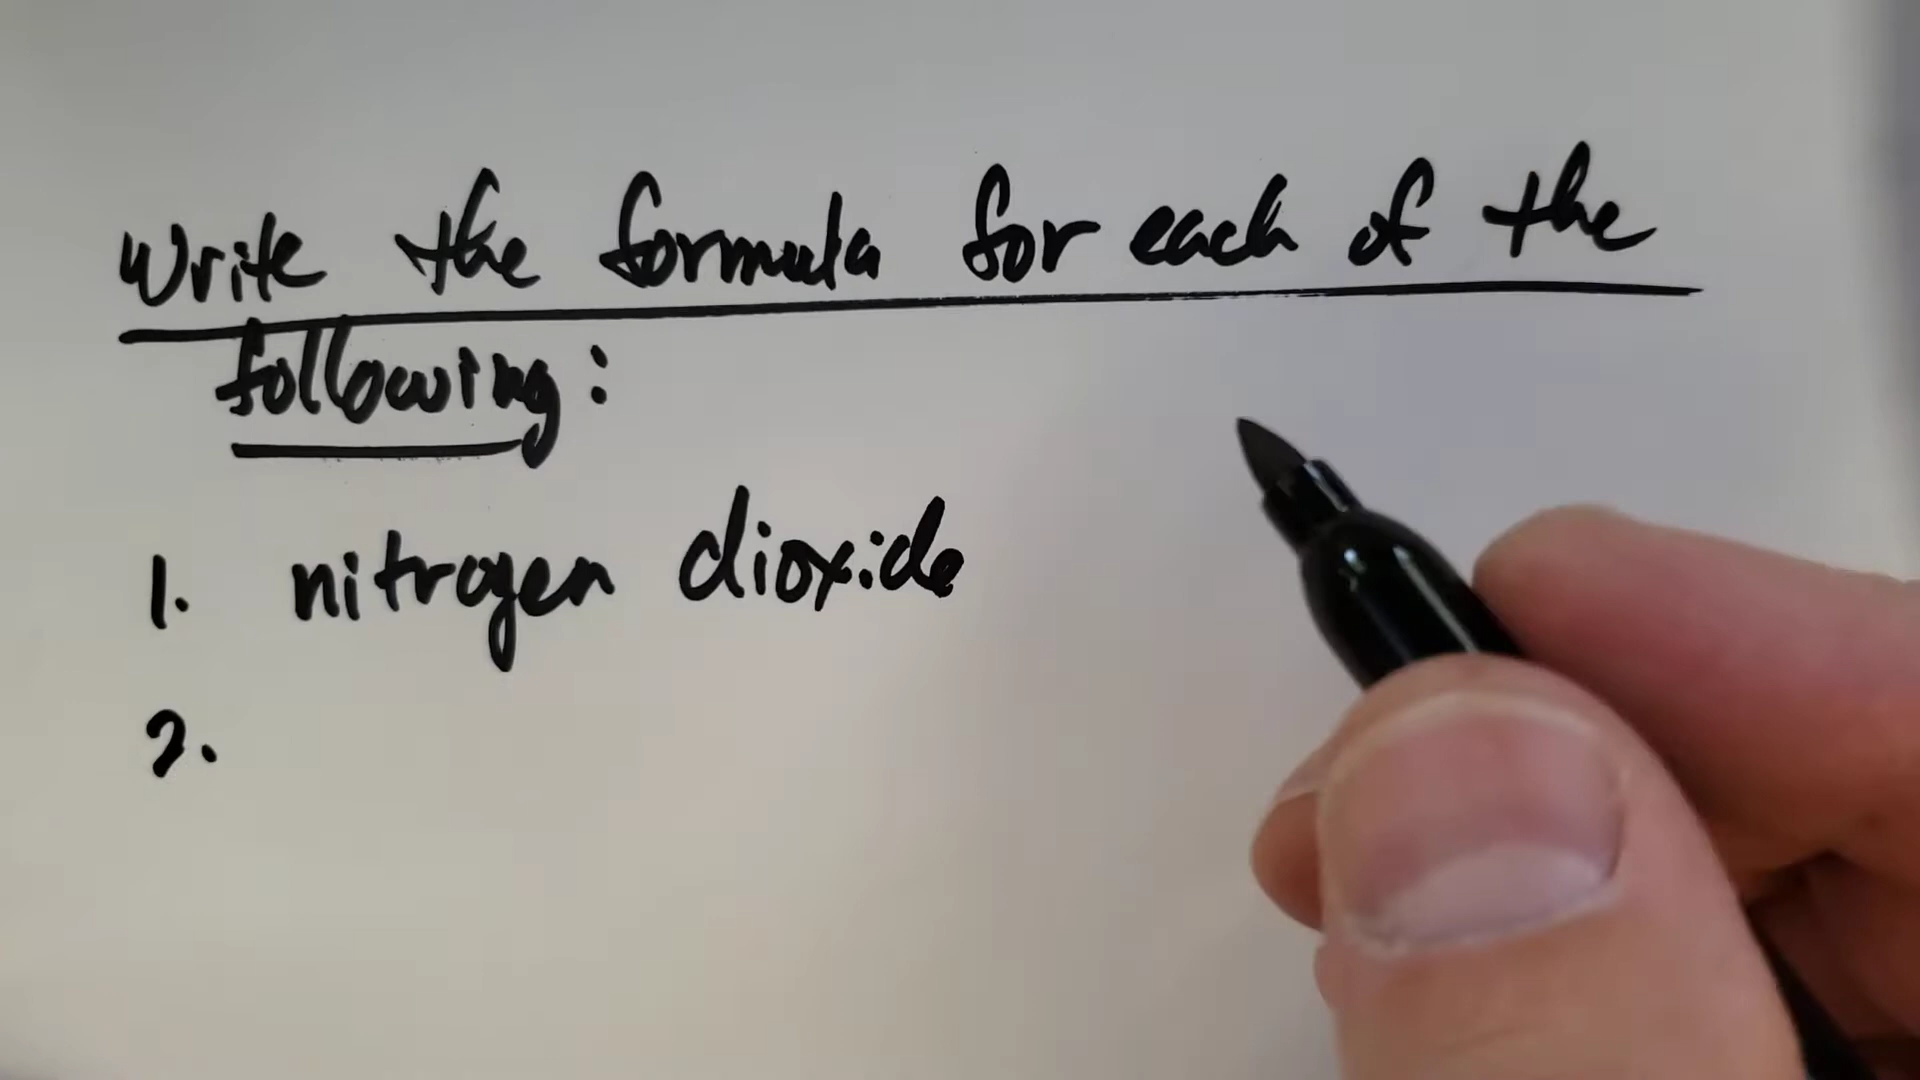 Write the formula for each of the
following:
1. nitrogen dioxide
2.